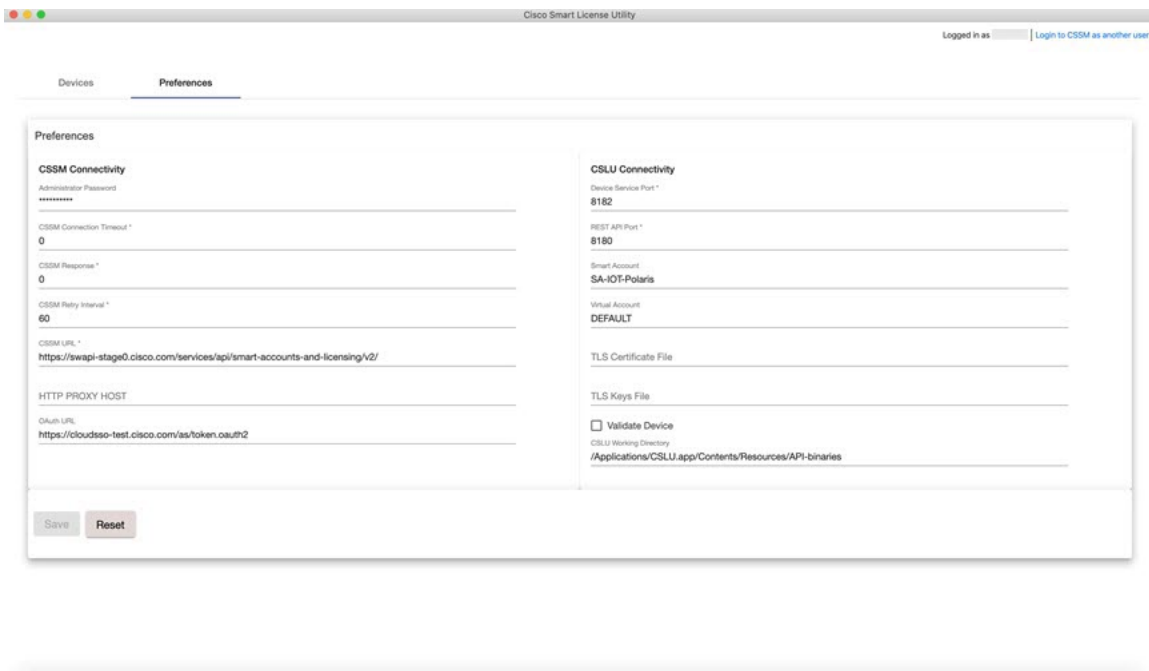 Cisco Smart License Utility
Logged in as
Login to CSSM as another user
Devices
Preferences
Preferences
CSSM Connectivity
Administrator Password
**********
CSSM Connection Timeout *
0
CSSM Response *
0
CSSM Retry Interval *
60
CSSM URL *
https://swapi-stage0.cisco.com/services/api/smart-accounts-and-licensing/v2/
HTTP PROXY HOST
OAuth URL
https://cloudsso-test.cisco.com/as/token.oauth2
CSLU Connectivity
Device Service Port *
8182
REST API Port *
8180
Smart Account
SA-IOT-Polaris
Virtual Account
DEFAULT
TLS Certificate File
TLS Keys File
Validate Device
CSLU Working Directory
/Applications/CSLU.app/Contents/Resources/API-binaries
Save
Reset